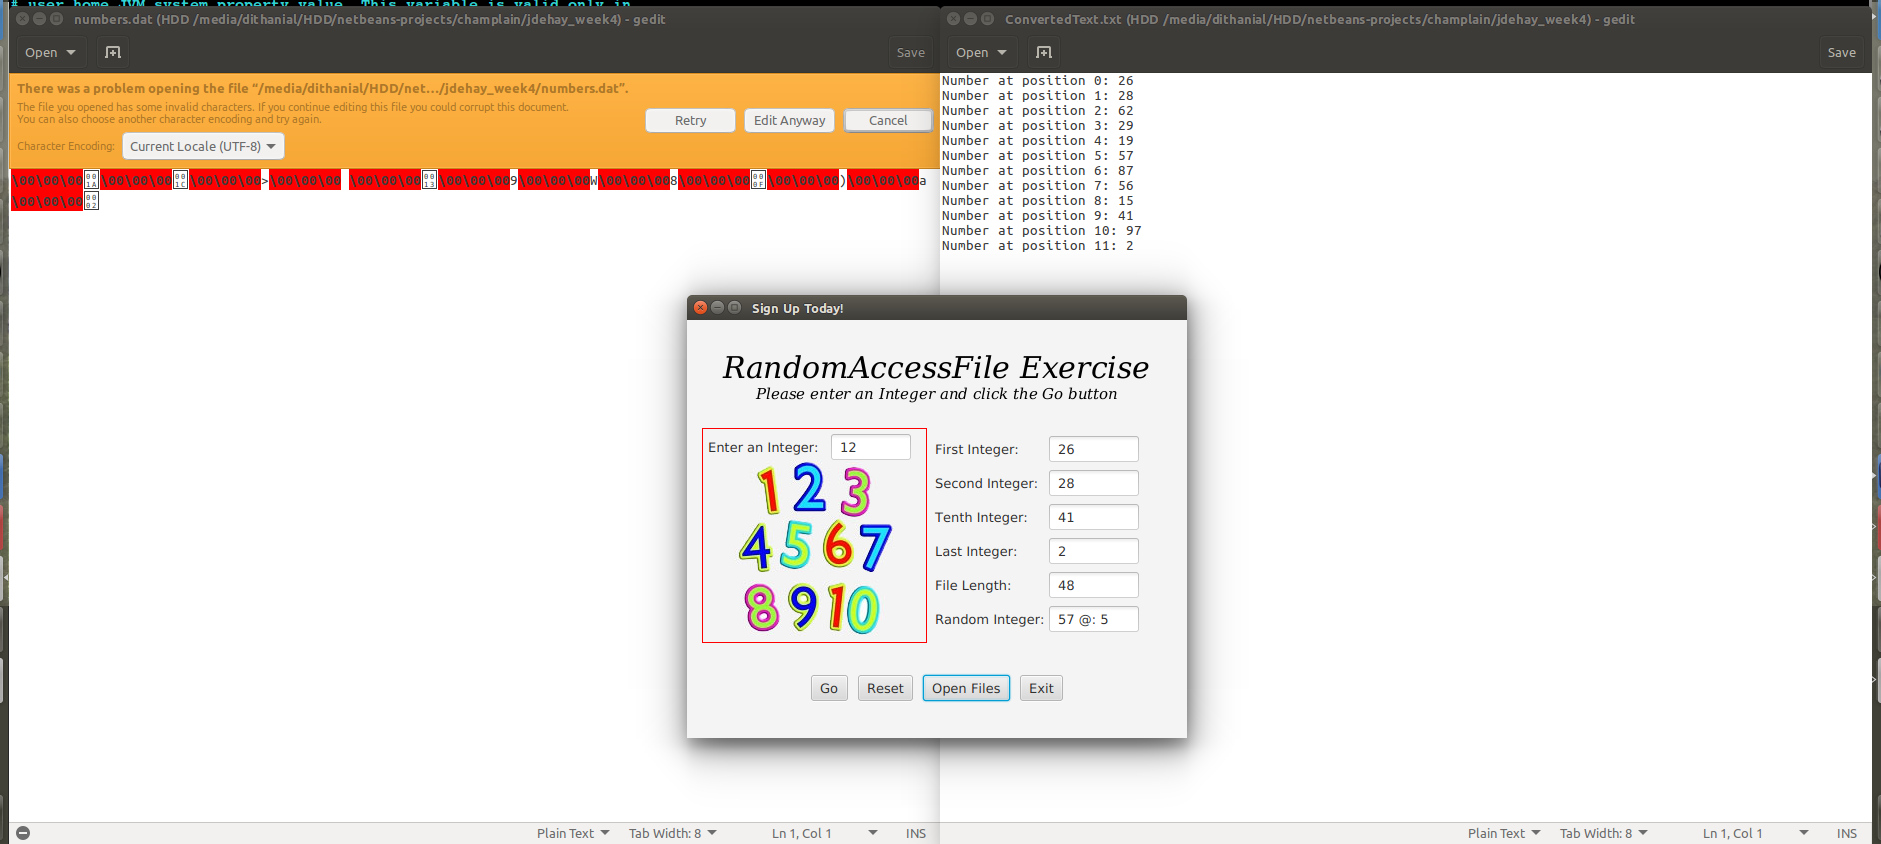 # user home JVM system property value. This variable is valid only in
numbers.dat (HDD /media/dithanial/HDD/netbeans-projects/champlain/jdehay_week4) - gedit
Open
Save
There was a problem opening the file “/media/dithanial/HDD/net…/jdehay_week4/numbers.dat”.
The file you opened has some invalid characters. If you continue editing this file you could corrupt this document.
You can also choose another character encoding and try again.
Retry
Edit Anyway
Cancel
Character Encoding:
Current Locale (UTF-8)
\00\00\00 001A \00\00\00 001C \00\00\00>\00\00\00 \00\00\00 0013 \00\00\009\00\00\00W\00\00\008\00\00\00 000F \00\00\00)\00\00\00a
\00\00\00 0002
Plain Text
Tab Width: 8
Ln 1, Col 1
INS
ConvertedText.txt (HDD /media/dithanial/HDD/netbeans-projects/champlain/jdehay_week4) - gedit
Open
Save
Number at position 0: 26
Number at position 1: 28
Number at position 2: 62
Number at position 3: 29
Number at position 4: 19
Number at position 5: 57
Number at position 6: 87
Number at position 7: 56
Number at position 8: 15
Number at position 9: 41
Number at position 10: 97
Number at position 11: 2
Plain Text
Tab Width: 8
Ln 1, Col 1
INS
Sign Up Today!
RandomAccessFile Exercise
Please enter an Integer and click the Go button
Enter an Integer: 12
1 2 3
4 5 6 7
8 9 10
First Integer: 26
Second Integer: 28
Tenth Integer: 41
Last Integer: 2
File Length: 48
Random Integer: 57 @: 5
Go
Reset
Open Files
Exit